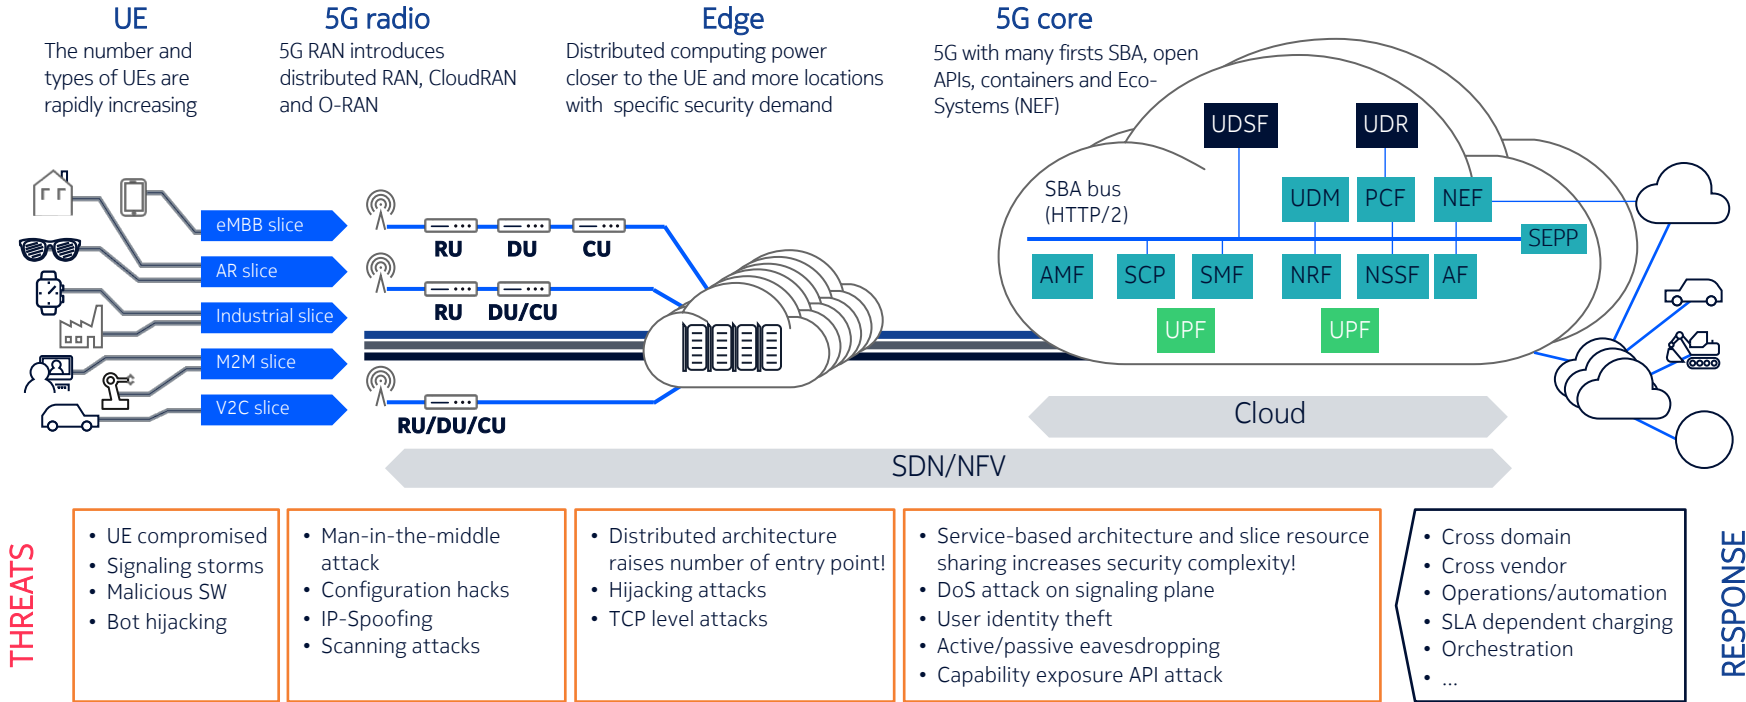 UE
The number and
types of UEs are
rapidly increasing
5G radio
5G RAN introduces
distributed RAN, CloudRAN
and O-RAN
Edge
Distributed computing power
closer to the UE and more locations
with specific security demand
5G core
5G with many firsts SBA, open
APIs, containers and Eco-
Systems (NEF)
eMBB slice
AR slice
Industrial slice
M2M slice
V2C slice
RU DU CU
RU DU/CU
RU/DU/CU
UDSF UDR
SBA bus
(HTTP/2)
UDM PCF NEF
SEPP
AMF SCP SMF NRF NSSF AF
UPF UPF
Cloud
SDN/NFV
THREATS
• UE compromised
• Signaling storms
• Malicious SW
• Bot hijacking
• Man-in-the-middle
attack
• Configuration hacks
• IP-Spoofing
• Scanning attacks
• Distributed architecture
raises number of entry point!
• Hijacking attacks
• TCP level attacks
• Service-based architecture and slice resource
sharing increases security complexity!
• DoS attack on signaling plane
• User identity theft
• Active/passive eavesdropping
• Capability exposure API attack
• Cross domain
• Cross vendor
• Operations/automation
• SLA dependent charging
• Orchestration
• ...
RESPONSE